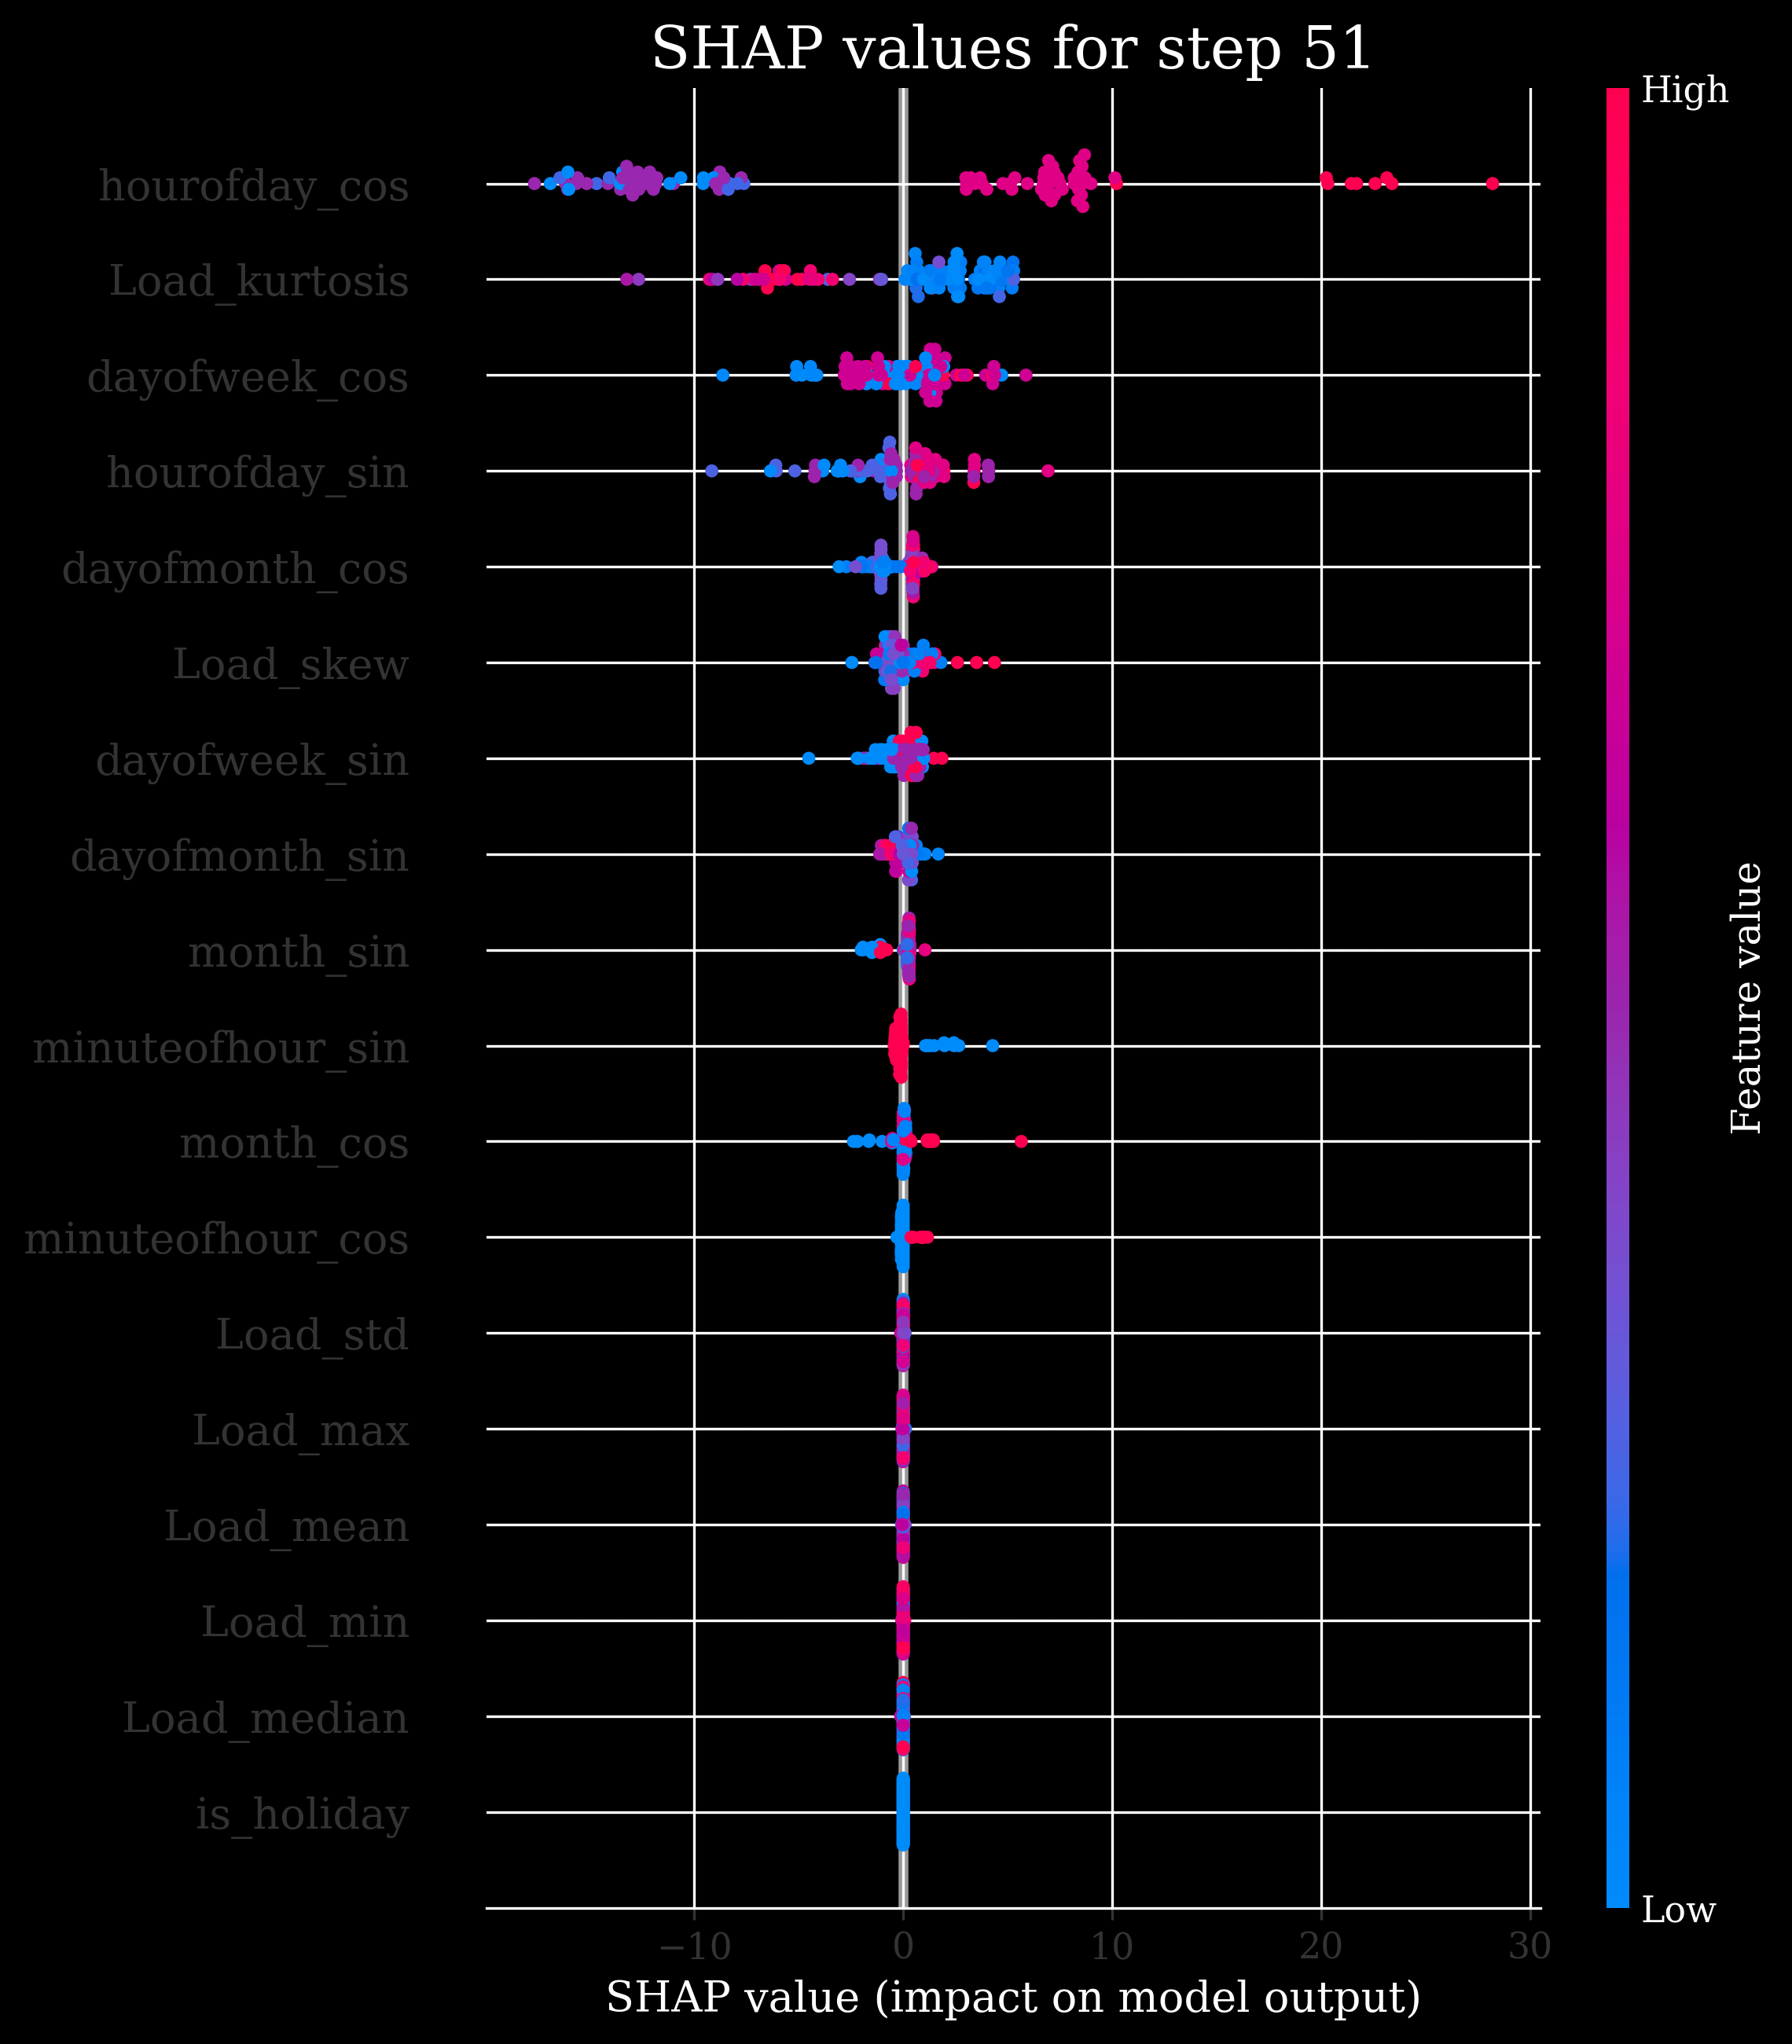 SHAP values for step 51
High
hourofday_cos
Load_kurtosis
dayofweek_cos
hourofday_sin
dayofmonth_cos
Load_skew
dayofweek_sin
dayofmonth_sin
month_sin
minuteofhour_sin
month_cos
minuteofhour_cos
Load_std
Load_max
Load_mean
Load_min
Load_median
is_holiday
Feature value
Low
−10 0 10 20 30
SHAP value (impact on model output)